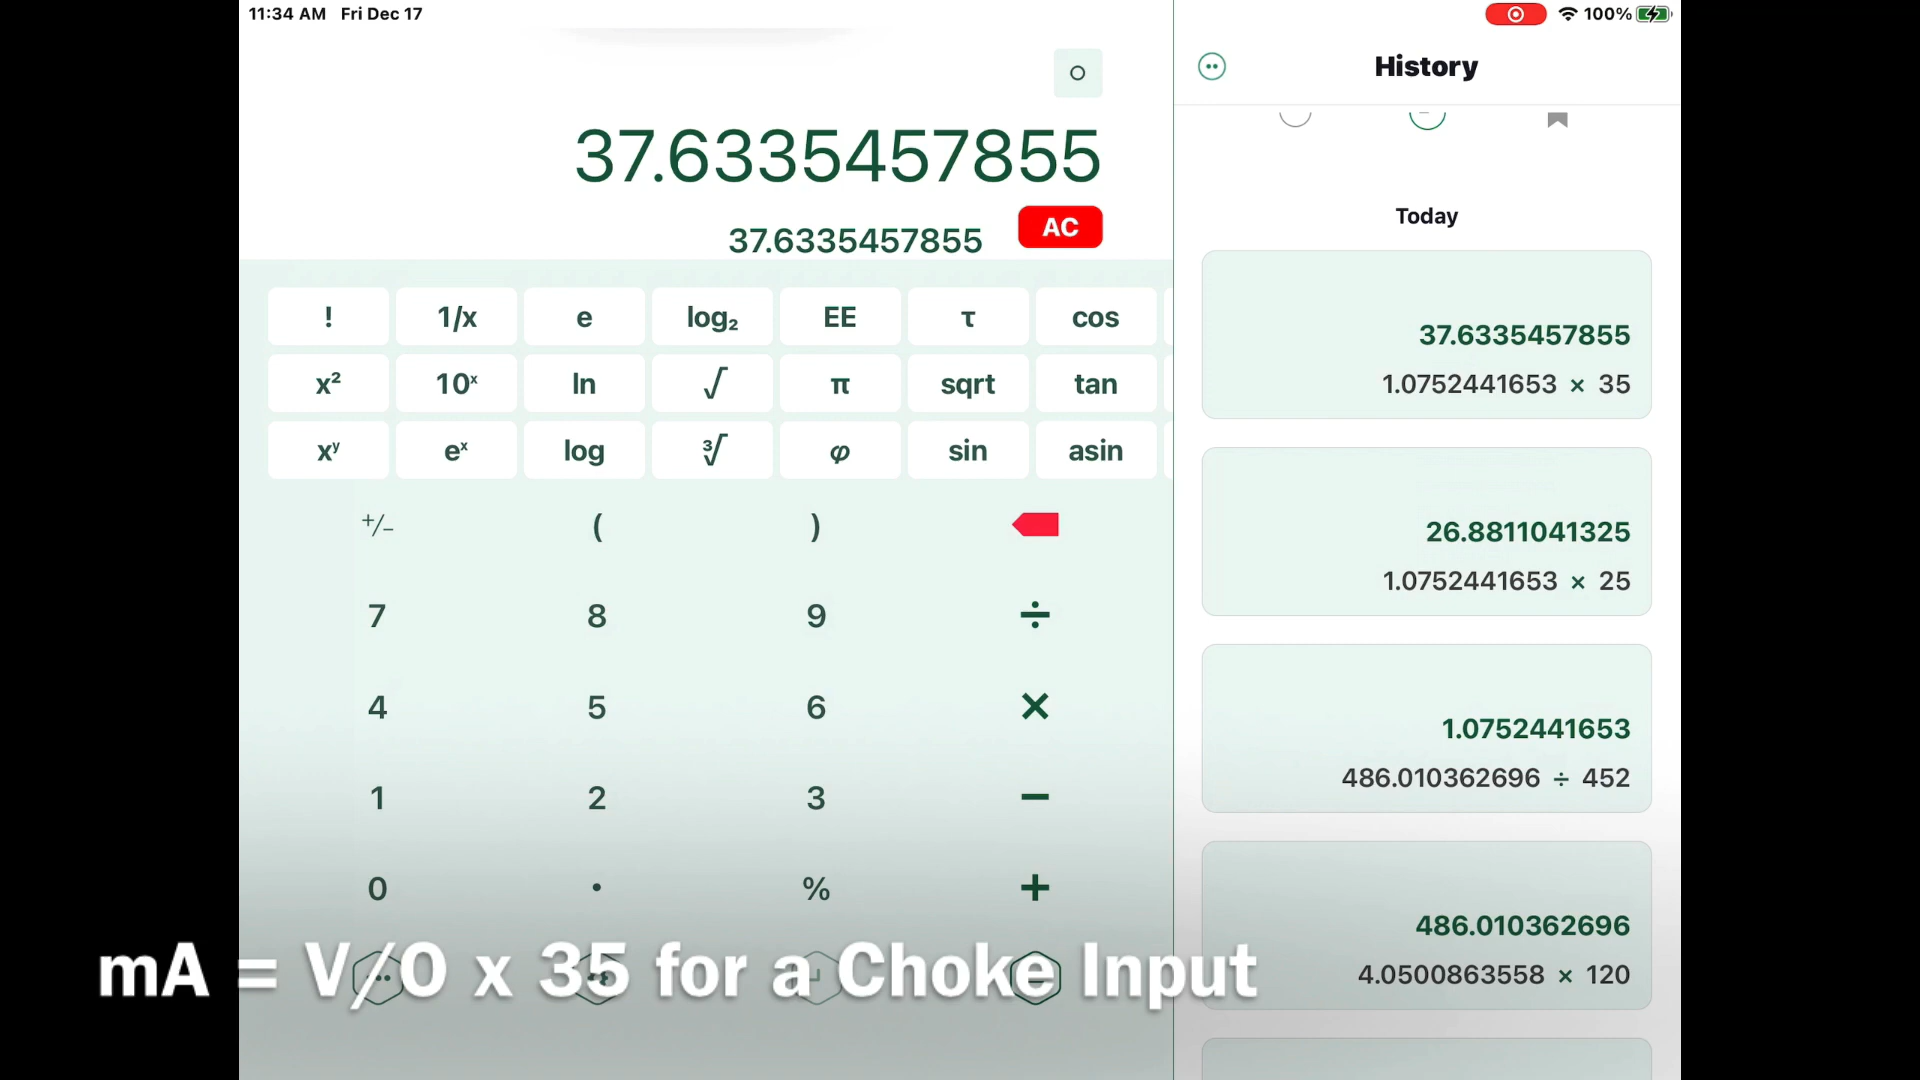 11:34 AM Fri Dec 17
100%
37.6335457855
37.6335457855
AC
! 1/x e log₂ EE τ cos
x² 10ˣ ln √ π sqrt tan
xʸ eˣ log ³√ φ sin asin
+/− ( )
7 8 9 ÷
4 5 6 ×
1 2 3 −
0 . % +
History
Today
37.6335457855
1.0752441653 × 35
26.8811041325
1.0752441653 × 25
1.0752441653
486.010362696 ÷ 452
486.010362696
4.0500863558 × 120
mA = V/O x 35 for a Choke Input